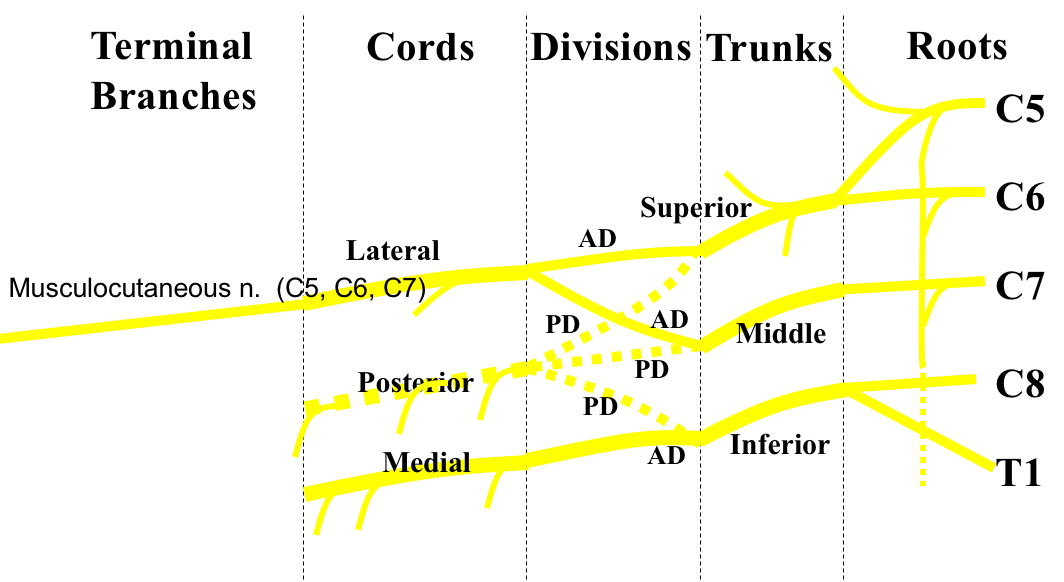 Terminal
Branches
Cords
Divisions
Trunks
Roots
C5
C6
Superior
AD
Lateral
Musculocutaneous n.  (C5, C6, C7)
C7
PD
AD
Middle
PD
Posterior
C8
PD
Inferior
AD
Medial
T1